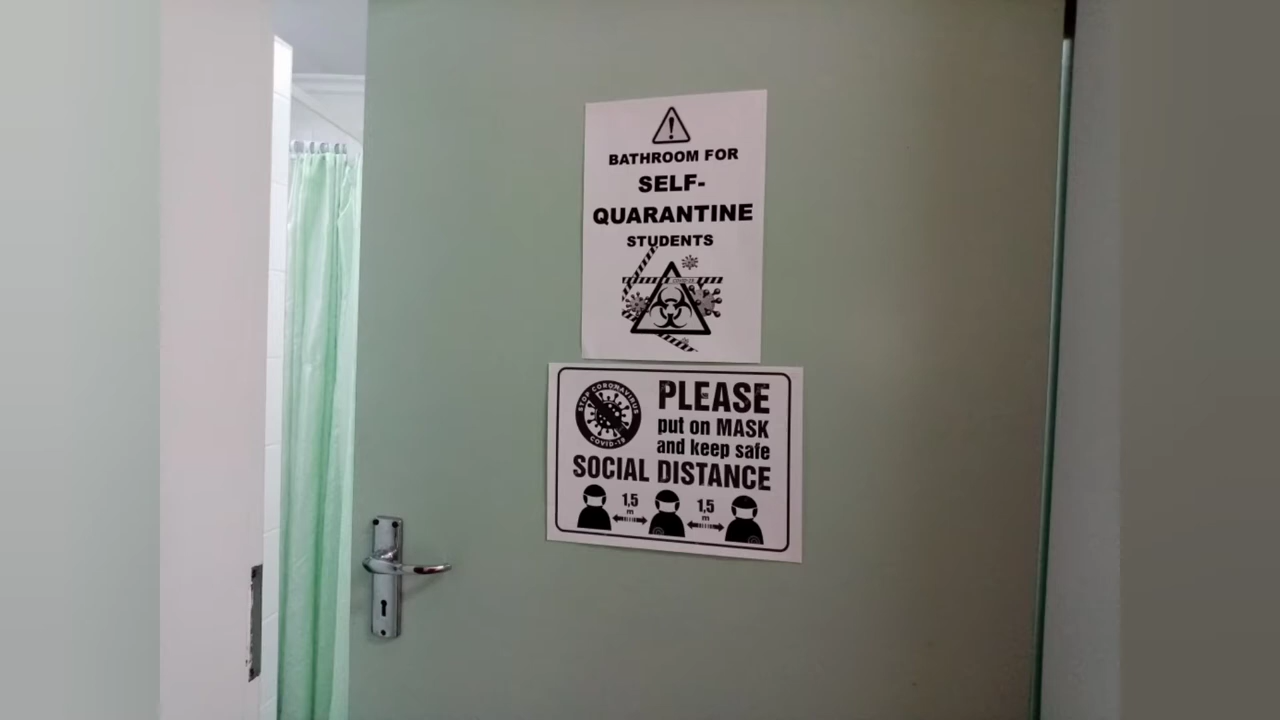 BATHROOM FOR
SELF-
QUARANTINE
STUDENTS
STOP CORONAVIRUS
COVID-19
PLEASE
put on MASK
and keep safe
SOCIAL DISTANCE
1,5 1,5
m m